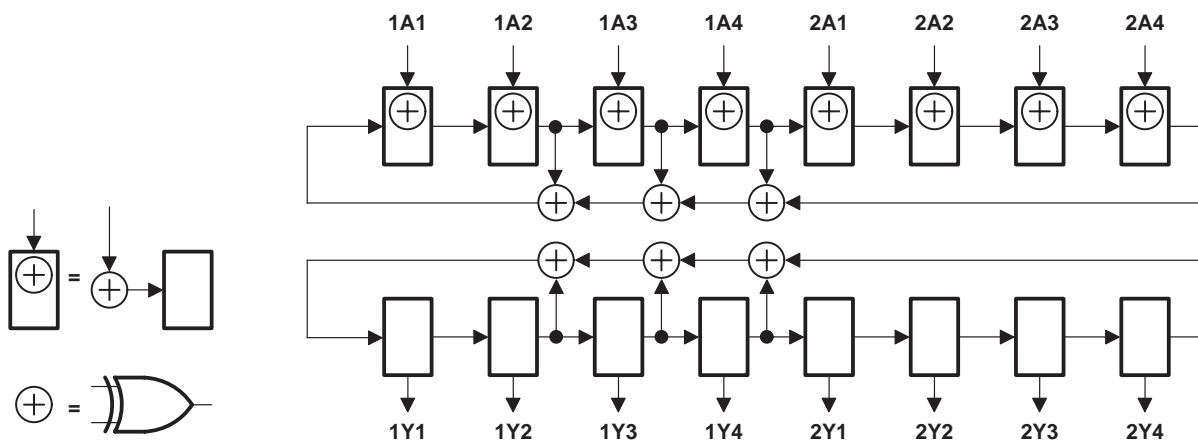 1A1 1A2 1A3 1A4 2A1 2A2 2A3 2A4
=
=
1Y1 1Y2 1Y3 1Y4 2Y1 2Y2 2Y3 2Y4